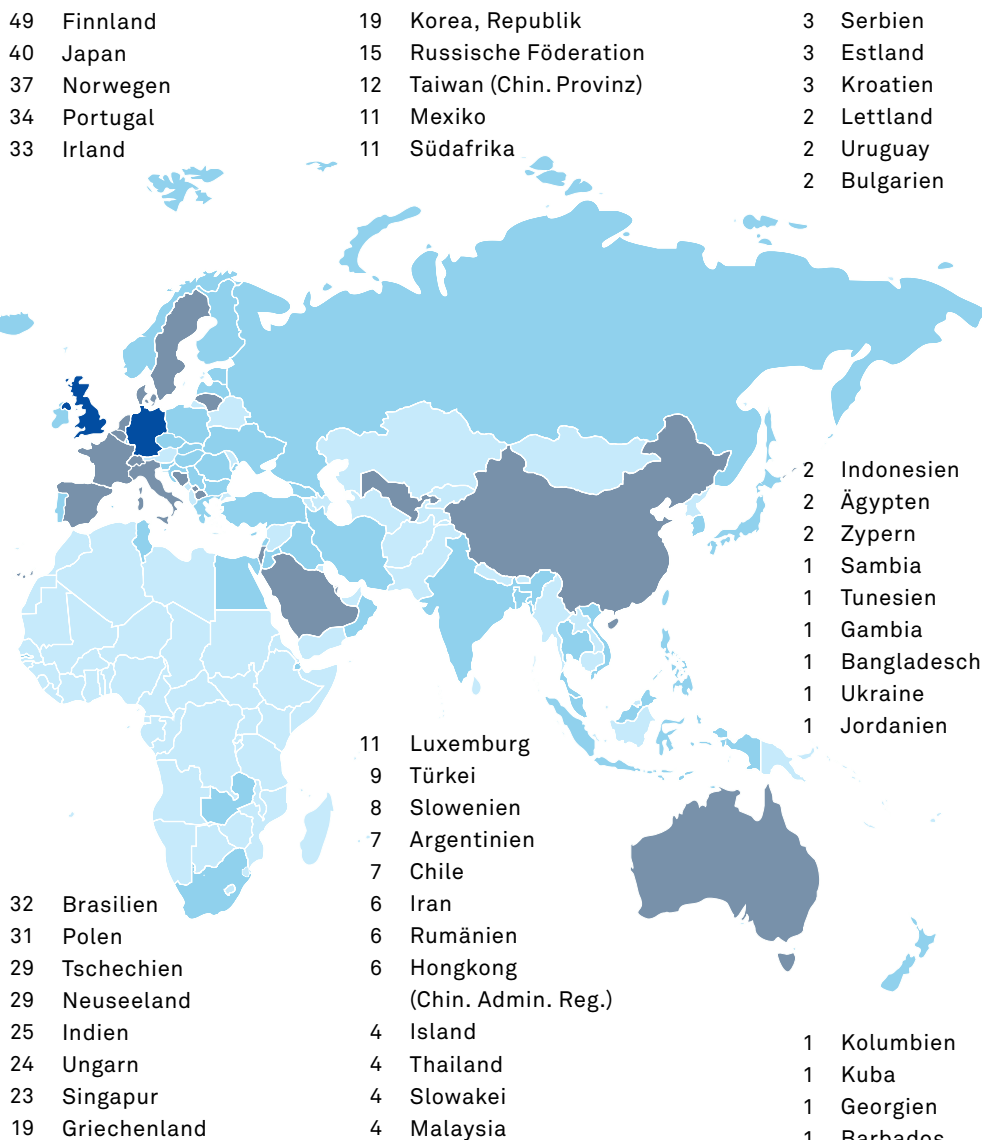 49 Finnland
40 Japan
37 Norwegen
34 Portugal
33 Irland
32 Brasilien
31 Polen
29 Tschechien
29 Neuseeland
25 Indien
24 Ungarn
23 Singapur
19 Griechenland
19 Korea, Republik
15 Russische Föderation
12 Taiwan (Chin. Provinz)
11 Mexiko
11 Südafrika
11 Luxemburg
9 Türkei
8 Slowenien
7 Argentinien
7 Chile
6 Iran
6 Rumänien
6 Hongkong
(Chin. Admin. Reg.)
4 Island
4 Thailand
4 Slowakei
4 Malaysia
3 Serbien
3 Estland
3 Kroatien
2 Lettland
2 Uruguay
2 Bulgarien
2 Indonesien
2 Ägypten
2 Zypern
1 Sambia
1 Tunesien
1 Gambia
1 Bangladesch
1 Ukraine
1 Jordanien
1 Kolumbien
1 Kuba
1 Georgien
1 Barbados